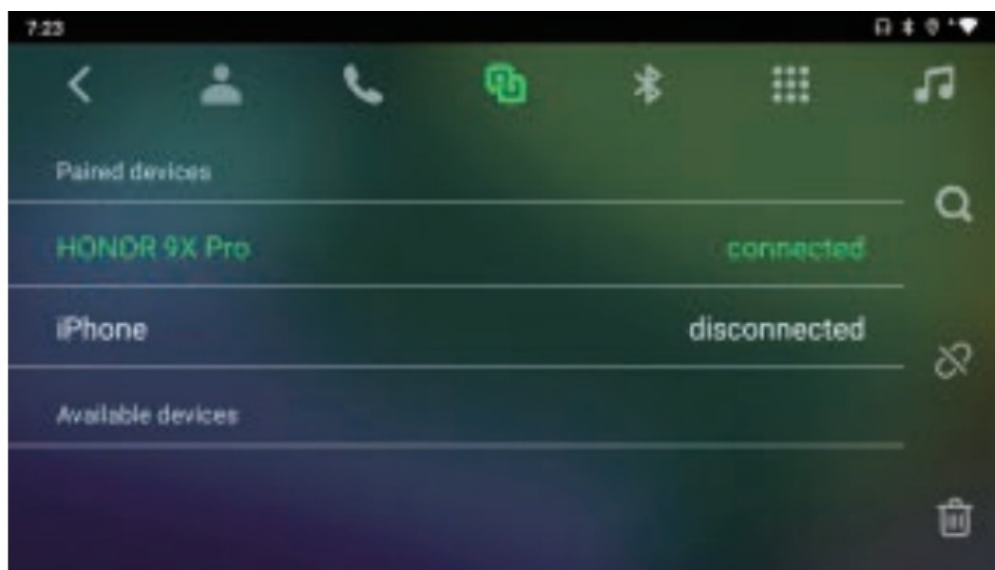 7:23
Paired devices
HONOR 9X Pro connected
iPhone disconnected
Available devices